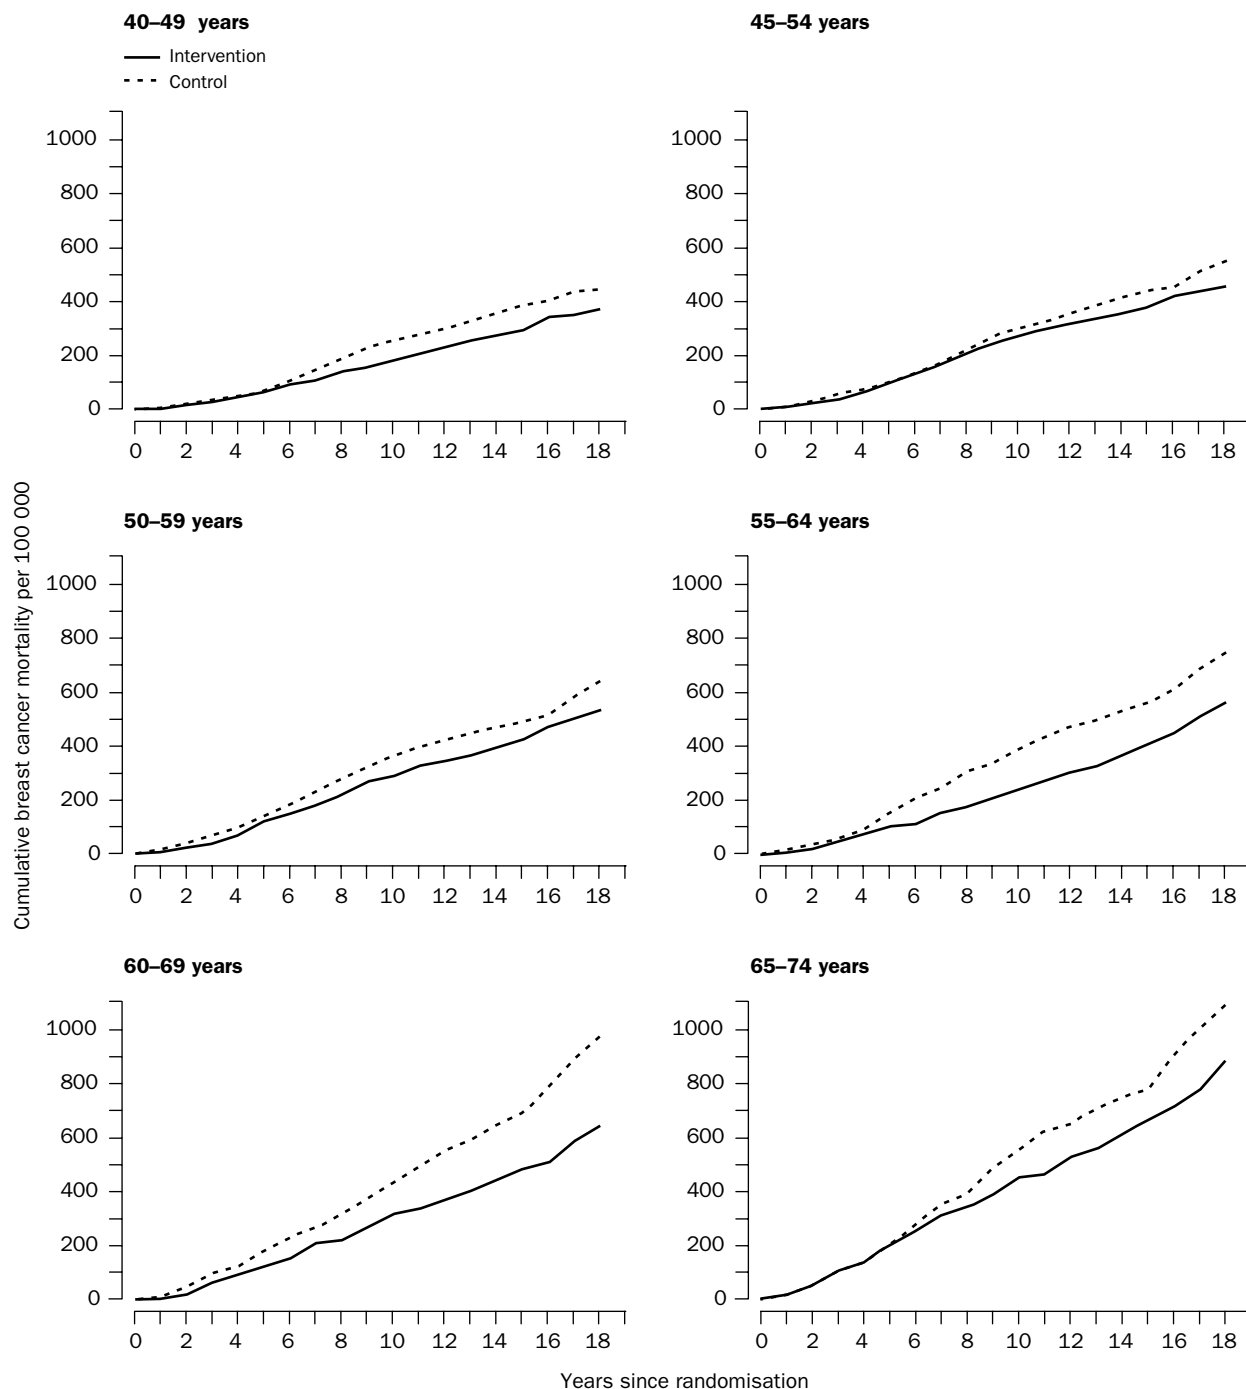 40–49 years
Intervention
Control
1000
800
600
400
200
0
0 2 4 6 8 10 12 14 16 18
45–54 years
1000
800
600
400
200
0
0 2 4 6 8 10 12 14 16 18
Cumulative breast cancer mortality per 100 000
50–59 years
1000
800
600
400
200
0
0 2 4 6 8 10 12 14 16 18
55–64 years
1000
800
600
400
200
0
0 2 4 6 8 10 12 14 16 18
60–69 years
1000
800
600
400
200
0
0 2 4 6 8 10 12 14 16 18
65–74 years
1000
800
600
400
200
0
0 2 4 6 8 10 12 14 16 18
Years since randomisation